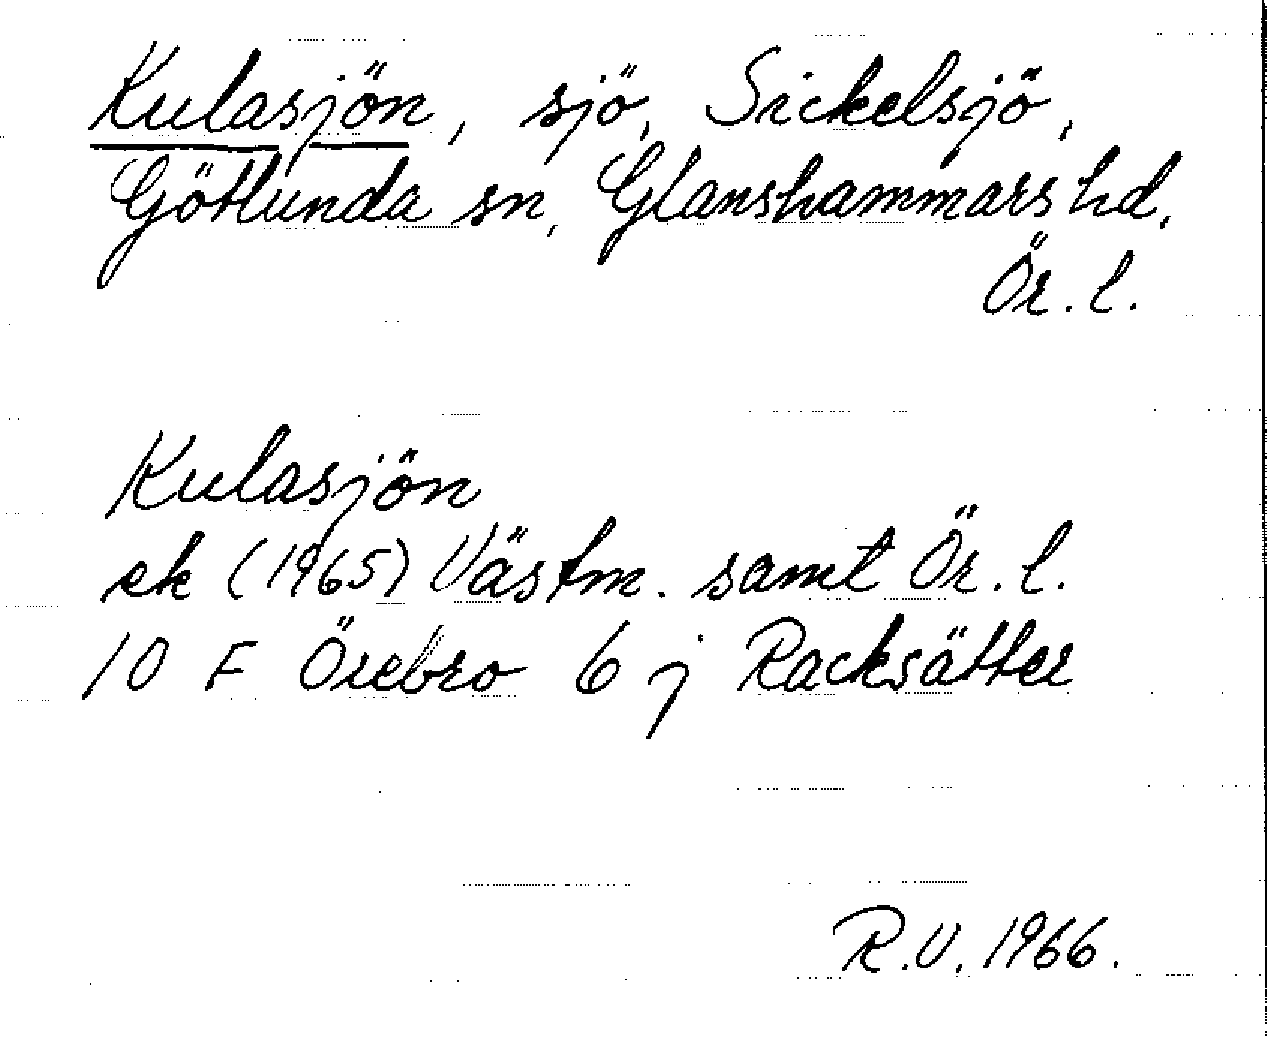 Kulasjön, sjö, Sickelsjö,
Götlunda sn, Glanshammars hd,
Ör. l.
Kulasjön
ek (1965) Västm. samt Ör. l.
10 F Örebro 6 j Racksätter
R.V. 1966.